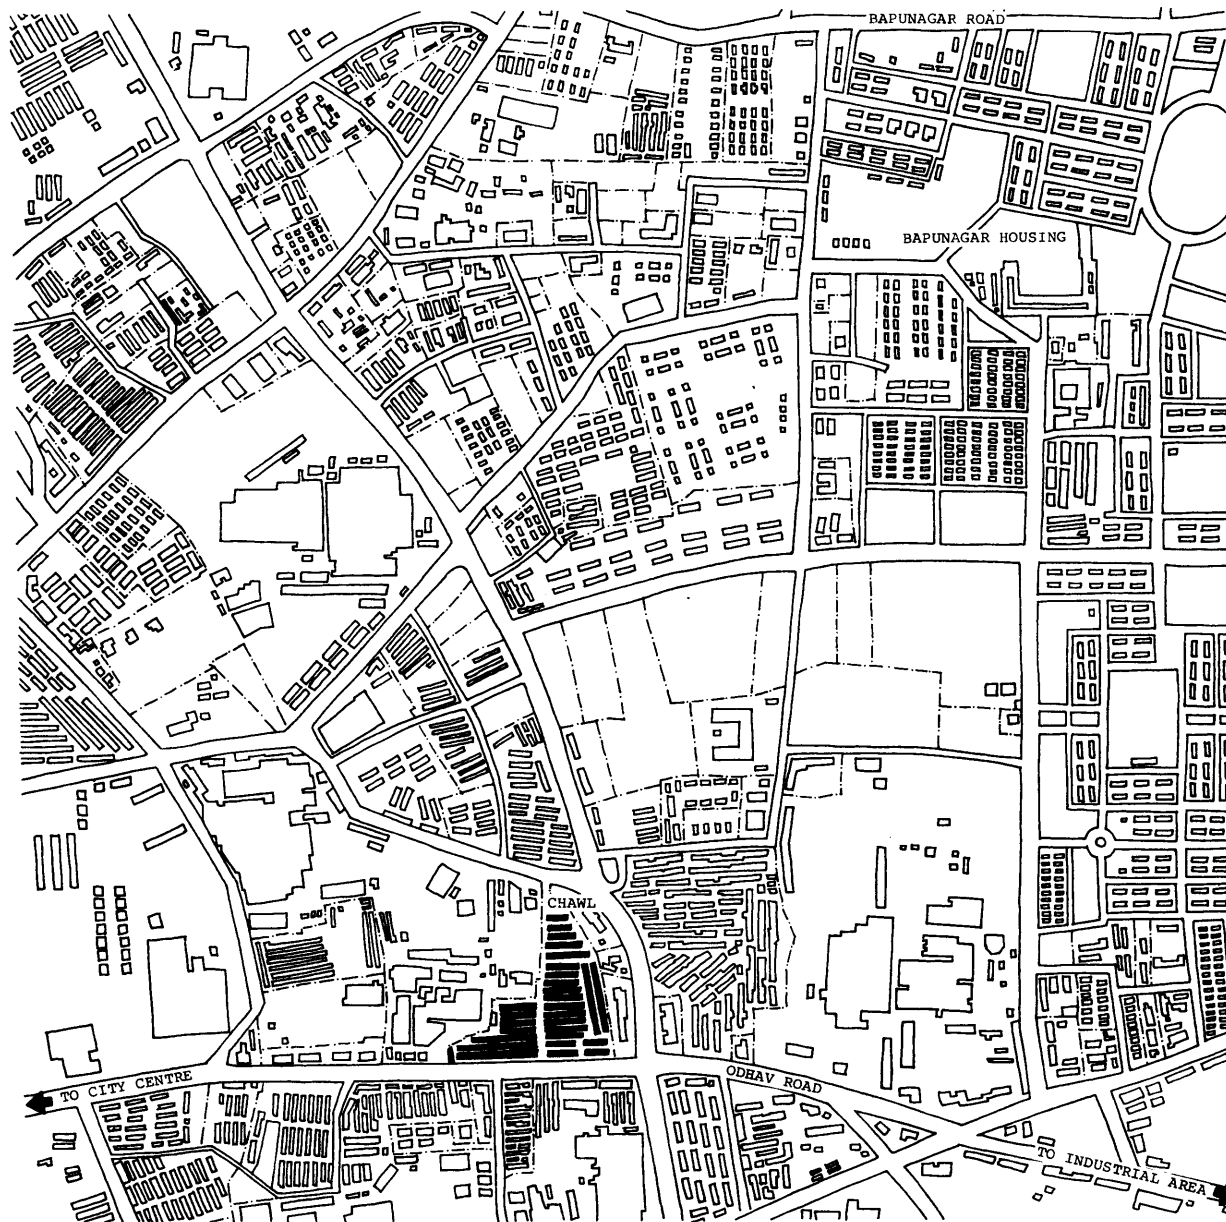 BAPUNAGAR ROAD
BAPUNAGAR HOUSING
CHAWL
TO CITY CENTRE
ODHAV ROAD
TO INDUSTRIAL AREA